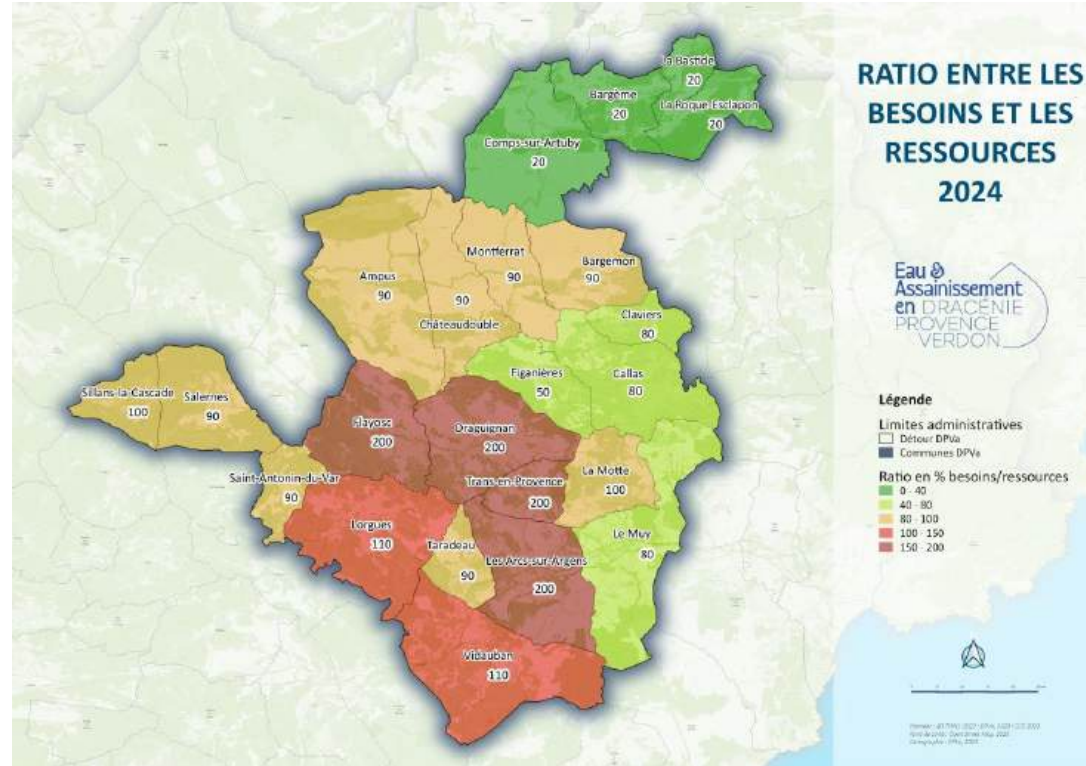 RATIO ENTRE LES
BESOINS ET LES
RESSOURCES
2024
Eau &
Assainissement
en DRACÉNIE
PROVENCE
VERDON
Légende
Limites administratives
Détour DPVa
Communes DPVa
Ratio en % besoins/ressources
0 - 40
40 - 80
80 - 100
100 - 150
150 - 200
La Bastide
20
Bargème
20
La Roque-Esclapon
20
Comps-sur-Artuby
20
Montferrat
90
Bargemon
90
Ampus
90
90
Châteaudouble
Claviers
80
Figanières
50
Callas
80
Sillans-la-Cascade
100
Salernes
90
Flayosc
200
Draguignan
200
Trans-en-Provence
200
La Motte
100
Saint-Antonin-du-Var
90
Lorgues
110
Taradeau
90
Les Arcs-sur-Argens
200
Le Muy
80
Vidauban
110